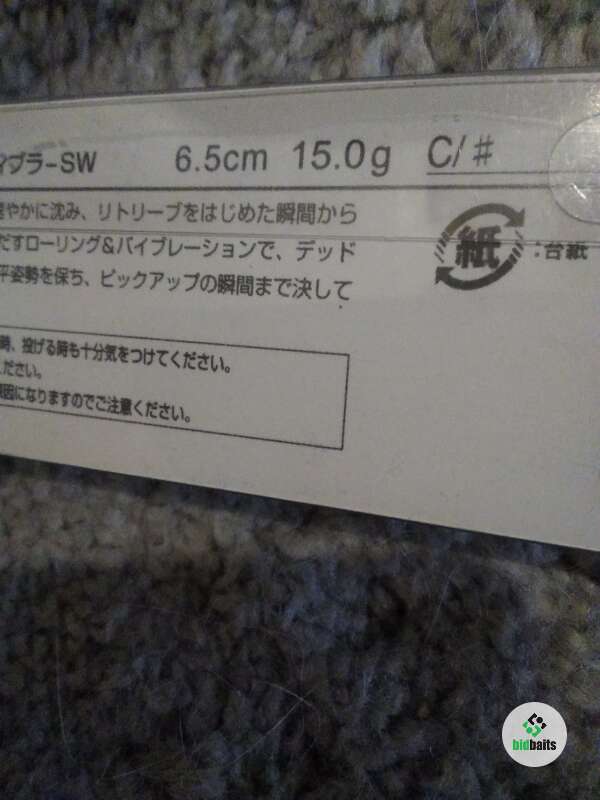 ィブラ-SW 6.5cm 15.0g C/#
やかに沈み、リトリーブをはじめた瞬間から
だすローリング&バイブレーションで、デッド
平姿勢を保ち、ピックアップの瞬間まで決して
紙 :台紙
時、投げる時も十分気をつけてください。
ください。
原因になりますのでご注意ください。
bidbaits